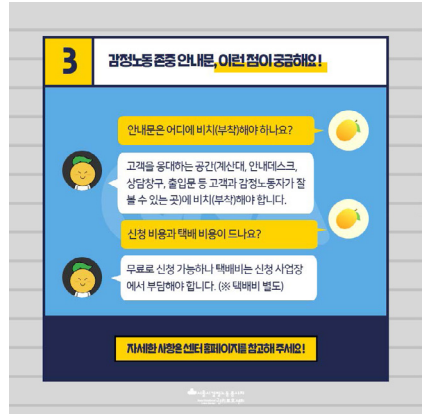 3
감정노동 존중 안내문, 이런 점이 궁금해요!
안내문은 어디에 비치(부착)해야 하나요?
고객을 응대하는 공간(계산대, 안내데스크,
상담창구, 출입문 등 고객과 감정노동자가 잘
볼 수 있는 곳)에 비치(부착)해야 합니다.
신청 비용과 택배 비용이 드나요?
무료로 신청 가능하나 택배비는 신청 사업장
에서 부담해야 합니다. (※ 택배비 별도)
자세한 사항은 센터 홈페이지를 참고해 주세요!